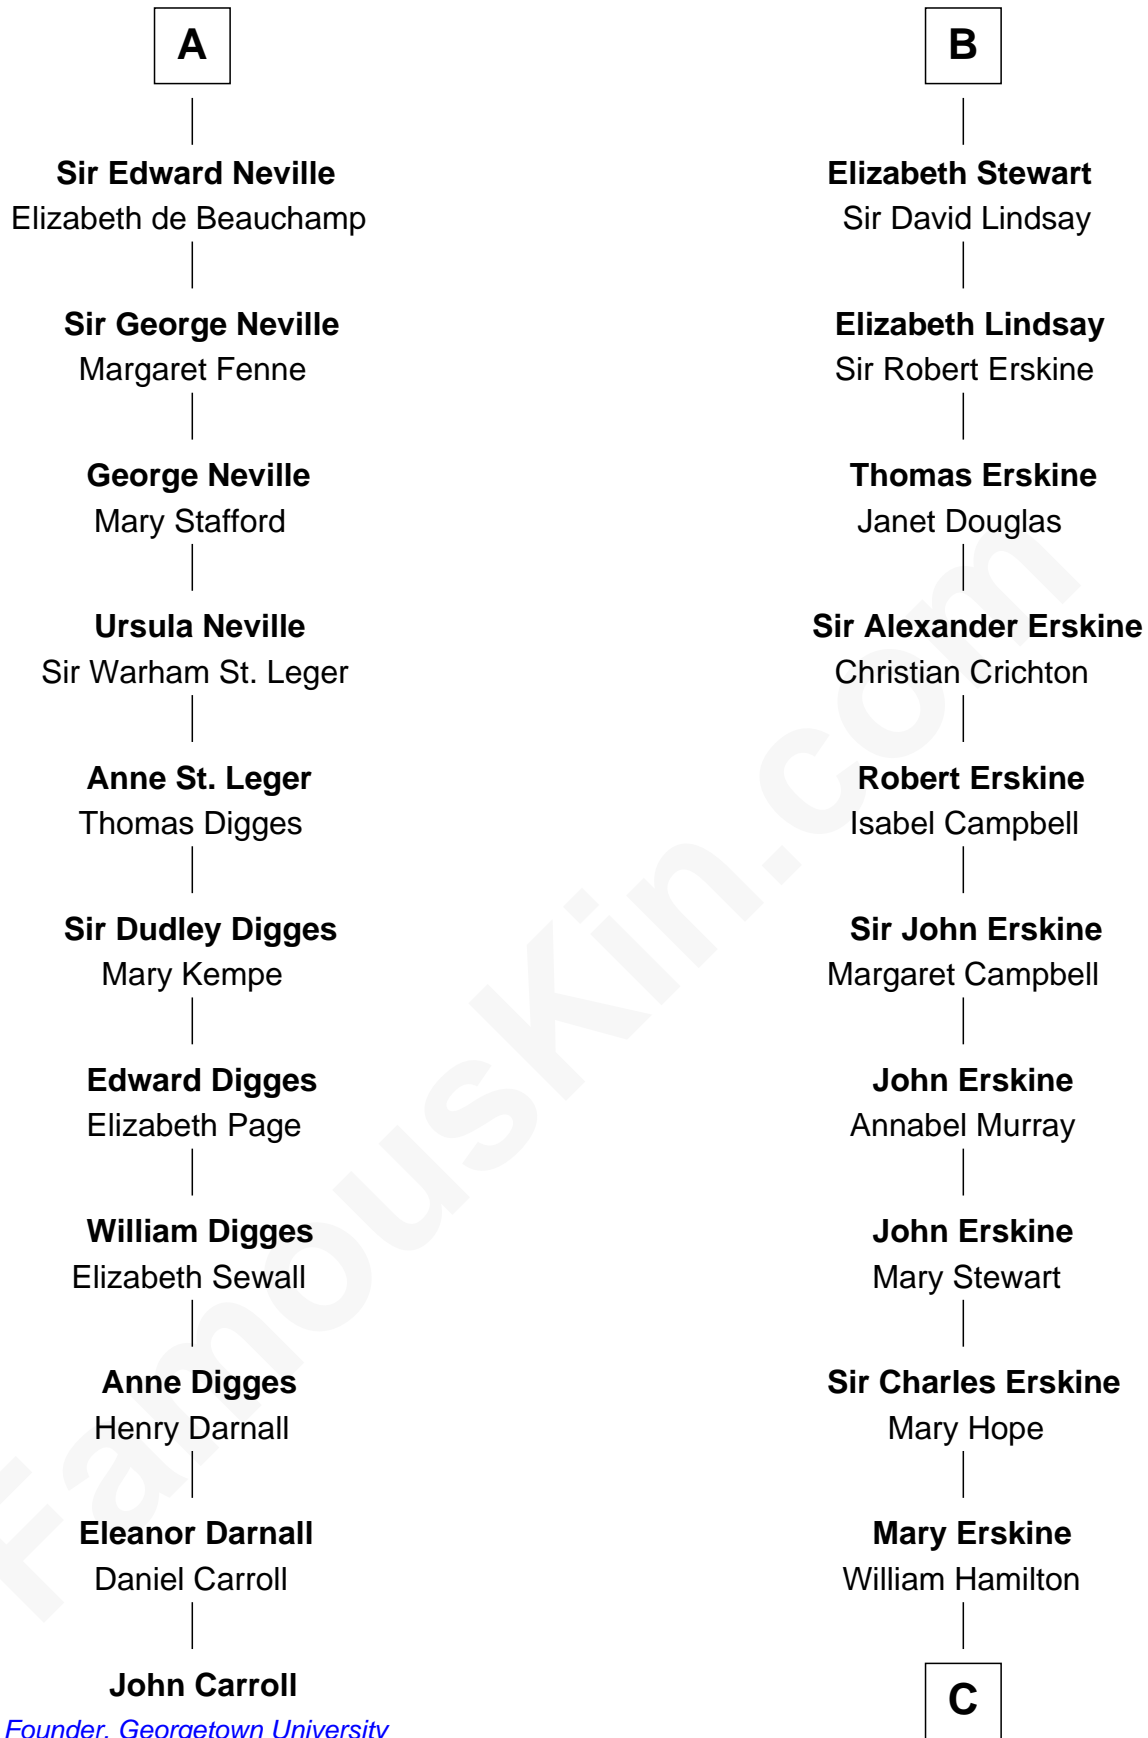 A
Sir Edward Neville
Elizabeth de Beauchamp
Sir George Neville
Margaret Fenne
George Neville
Mary Stafford
Ursula Neville
Sir Warham St. Leger
Anne St. Leger
Thomas Digges
Sir Dudley Digges
Mary Kempe
Edward Digges
Elizabeth Page
William Digges
Elizabeth Sewall
Anne Digges
Henry Darnall
Eleanor Darnall
Daniel Carroll
John Carroll
Founder, Georgetown University
B
Elizabeth Stewart
Sir David Lindsay
Elizabeth Lindsay
Sir Robert Erskine
Thomas Erskine
Janet Douglas
Sir Alexander Erskine
Christian Crichton
Robert Erskine
Isabel Campbell
Sir John Erskine
Margaret Campbell
John Erskine
Annabel Murray
John Erskine
Mary Stewart
Sir Charles Erskine
Mary Hope
Mary Erskine
William Hamilton
C
FamousKin.com